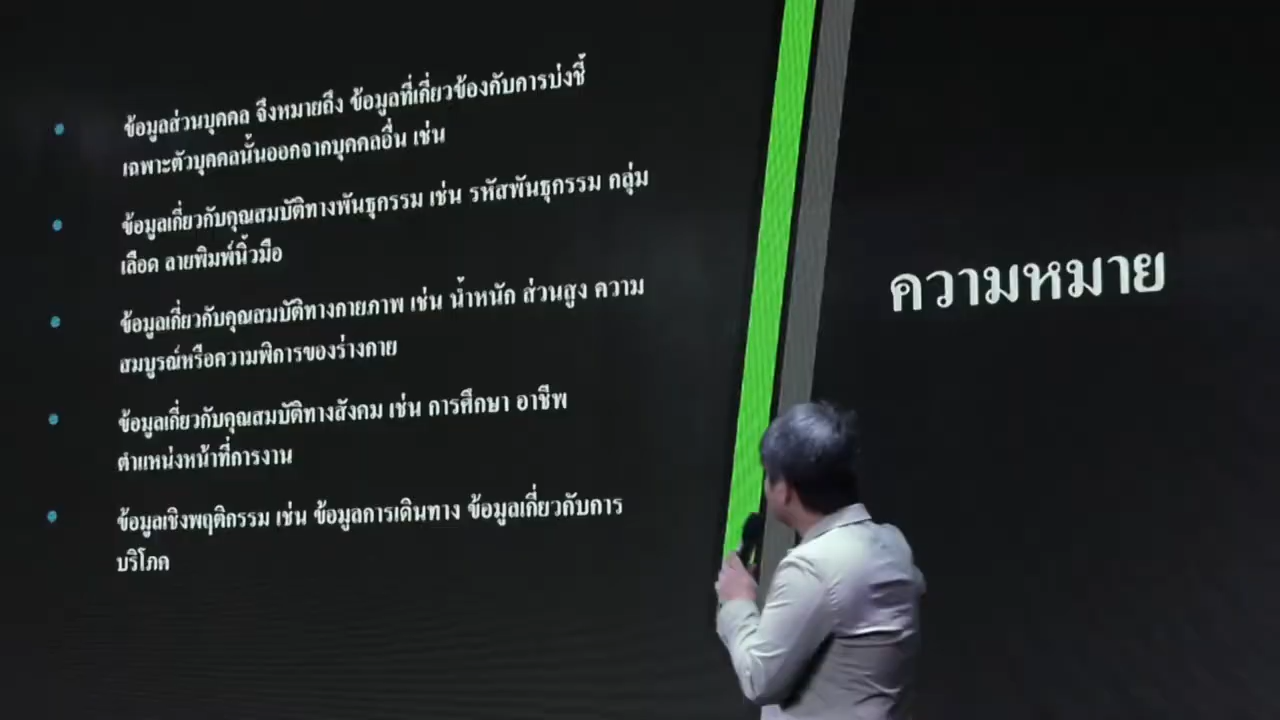 ข้อมูลส่วนบุคคล จึงหมายถึง ข้อมูลที่เกี่ยวข้องกับการบ่งชี้
เฉพาะตัวบุคคลนั้นออกจากบุคคลอื่น เช่น
ข้อมูลเกี่ยวกับคุณสมบัติทางพันธุกรรม เช่น รหัสพันธุกรรม กลุ่ม
เลือด ลายพิมพ์นิ้วมือ
ข้อมูลเกี่ยวกับคุณสมบัติทางกายภาพ เช่น น้ำหนัก ส่วนสูง ความ
สมบูรณ์หรือความพิการของร่างกาย
ข้อมูลเกี่ยวกับคุณสมบัติทางสังคม เช่น การศึกษา อาชีพ
ตำแหน่งหน้าที่การงาน
ข้อมูลเชิงพฤติกรรม เช่น ข้อมูลการเดินทาง ข้อมูลเกี่ยวกับการ
บริโภค
ความหมาย